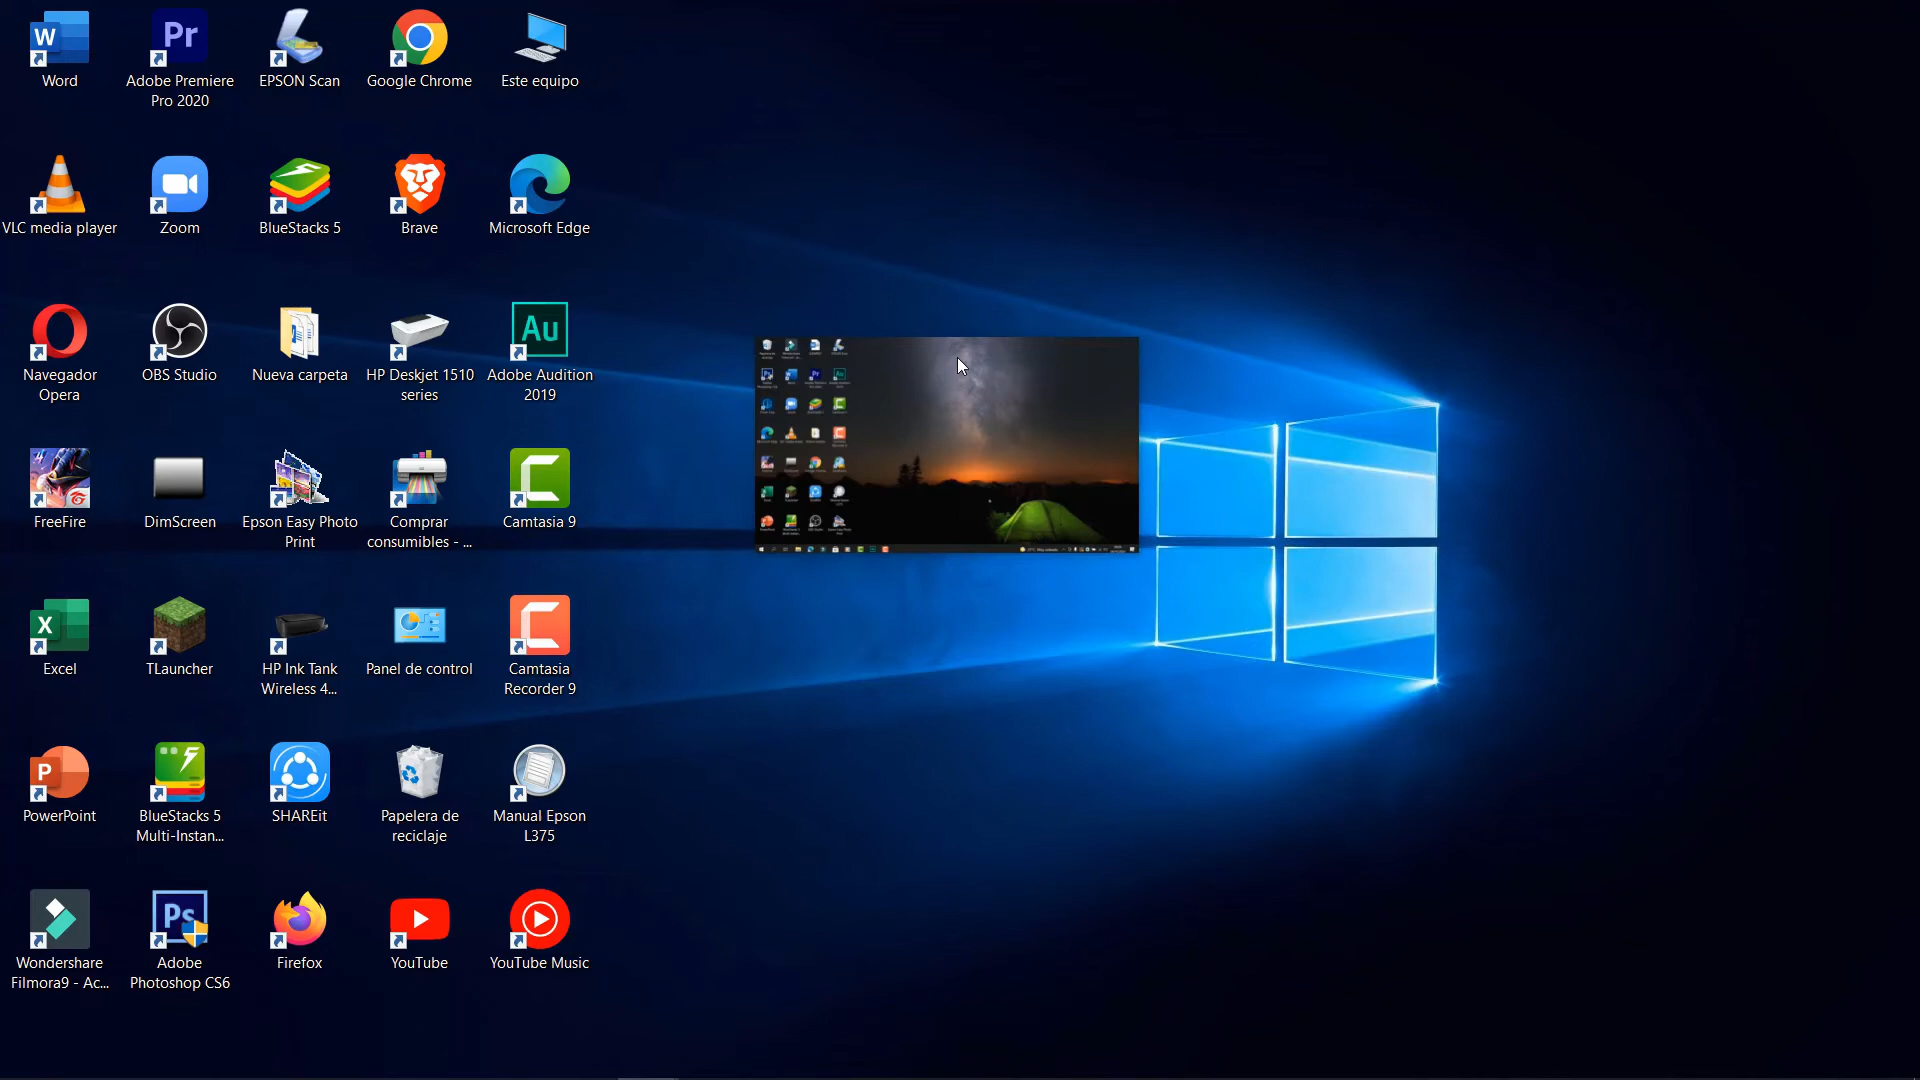 Word
Adobe Premiere
Pro 2020
EPSON Scan
Google Chrome
Este equipo
VLC media player
Zoom
BlueStacks 5
Brave
Microsoft Edge
Navegador
Opera
OBS Studio
Nueva carpeta
HP Deskjet 1510
series
Adobe Audition
2019
FreeFire
DimScreen
Epson Easy Photo
Print
Comprar
consumibles - ...
Camtasia 9
Excel
TLauncher
HP Ink Tank
Wireless 4...
Panel de control
Camtasia
Recorder 9
PowerPoint
BlueStacks 5
Multi-Instan...
SHAREit
Papelera de
reciclaje
Manual Epson
L375
Wondershare
Filmora9 - Ac...
Adobe
Photoshop CS6
Firefox
YouTube
YouTube Music